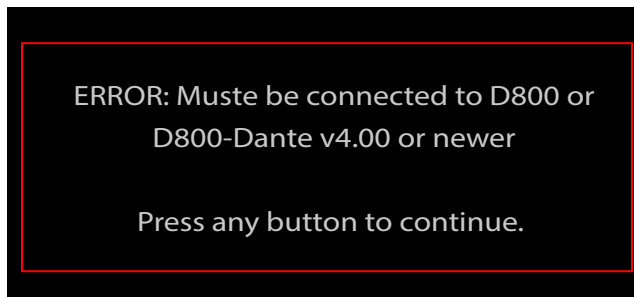 ERROR: Muste be connected to D800 or
D800-Dante v4.00 or newer
Press any button to continue.